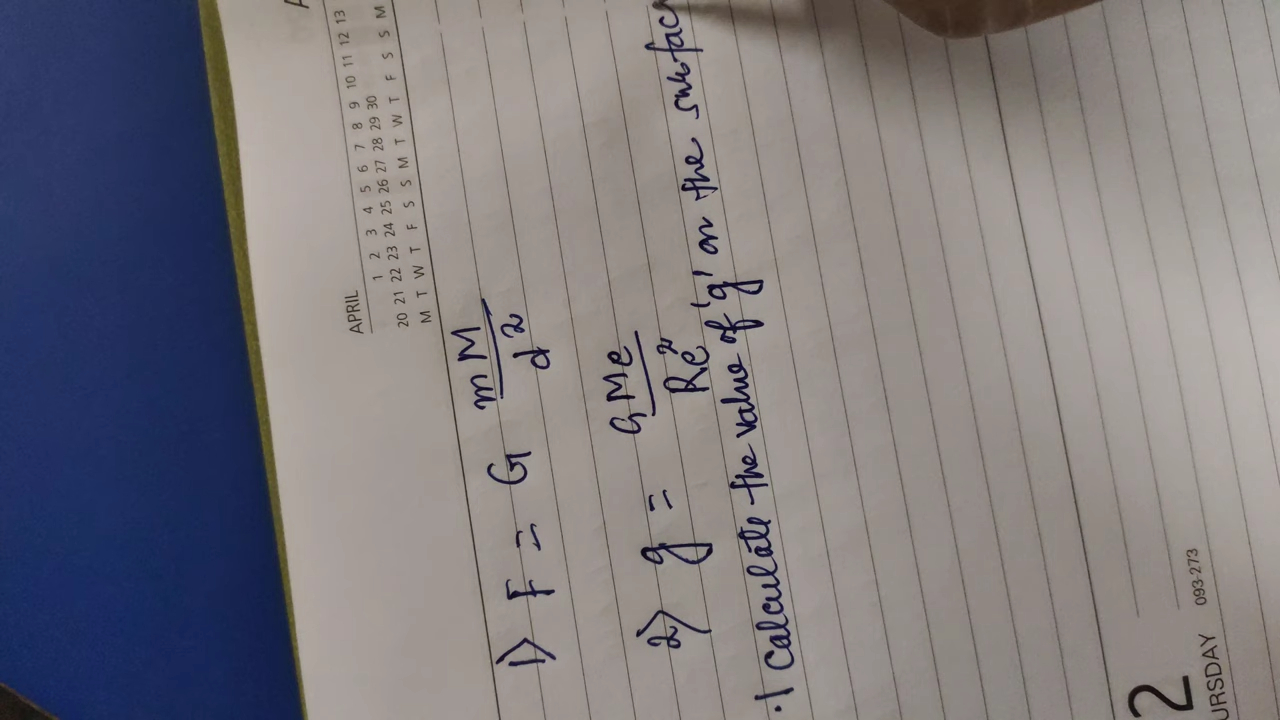 APRIL
1 2 3 4 5 6 7 8 9 10 11 12 13
20 21 22 23 24 25 26 27 28 29 30
M T W T F S S M T W T F S S M
1) F = G mM/d²
2) g = GMe/Re²
.1 Calculate the value of 'g' on the surfac
2
URSDAY 093-273